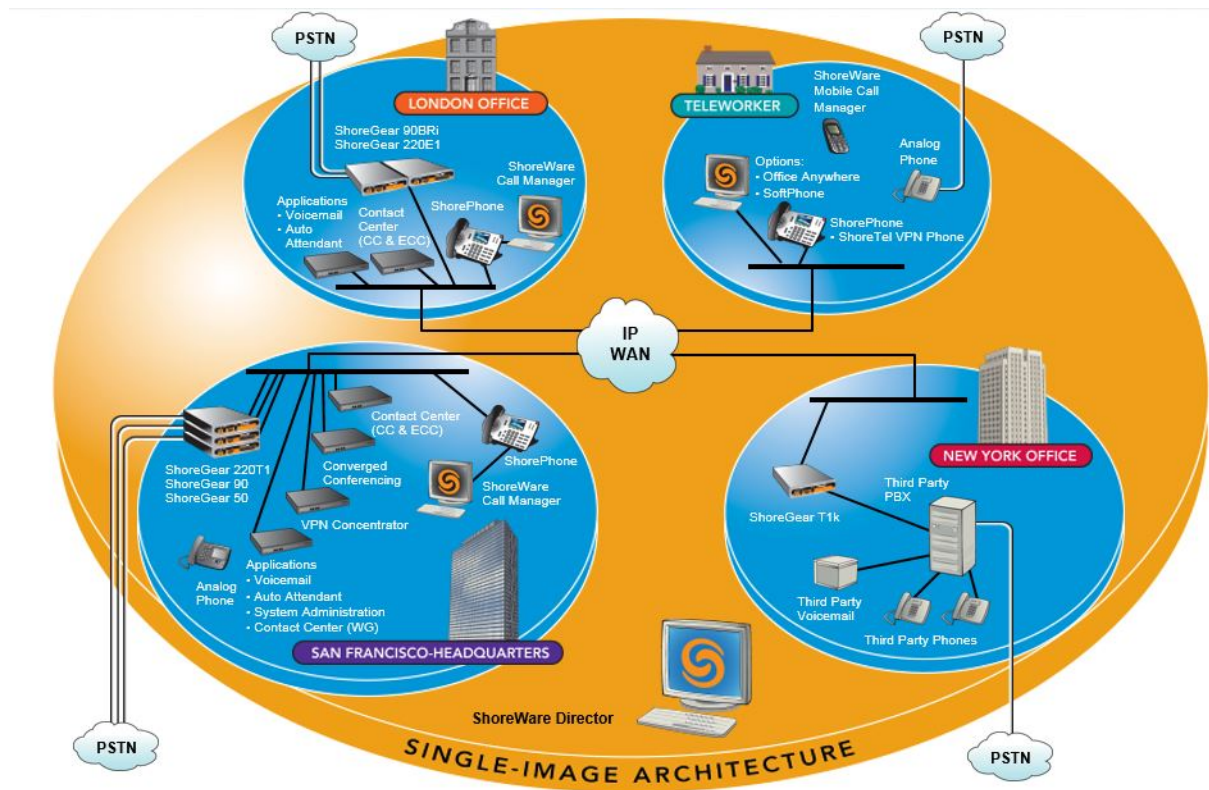 PSTN
LONDON OFFICE
ShoreGear 90BRi
ShoreGear 220E1
ShoreWare
Call Manager
Applications
• Voicemail
• Auto
Attendant
Contact
Center
(CC & ECC)
ShorePhone
PSTN
TELEWORKER
ShoreWare
Mobile Call
Manager
Analog
Phone
Options:
• Office Anywhere
• SoftPhone
ShorePhone
• ShoreTel VPN Phone
IP
WAN
Contact Center
(CC & ECC)
ShorePhone
ShoreGear 220T1
ShoreGear 90
ShoreGear 50
Converged
Conferencing
ShoreWare
Call Manager
VPN Concentrator
Analog
Phone
Applications
• Voicemail
• Auto Attendant
• System Administration
• Contact Center (WG)
SAN FRANCISCO-HEADQUARTERS
PSTN
NEW YORK OFFICE
Third Party
PBX
ShoreGear T1k
Third Party
Voicemail
Third Party Phones
PSTN
ShoreWare Director
SINGLE-IMAGE ARCHITECTURE